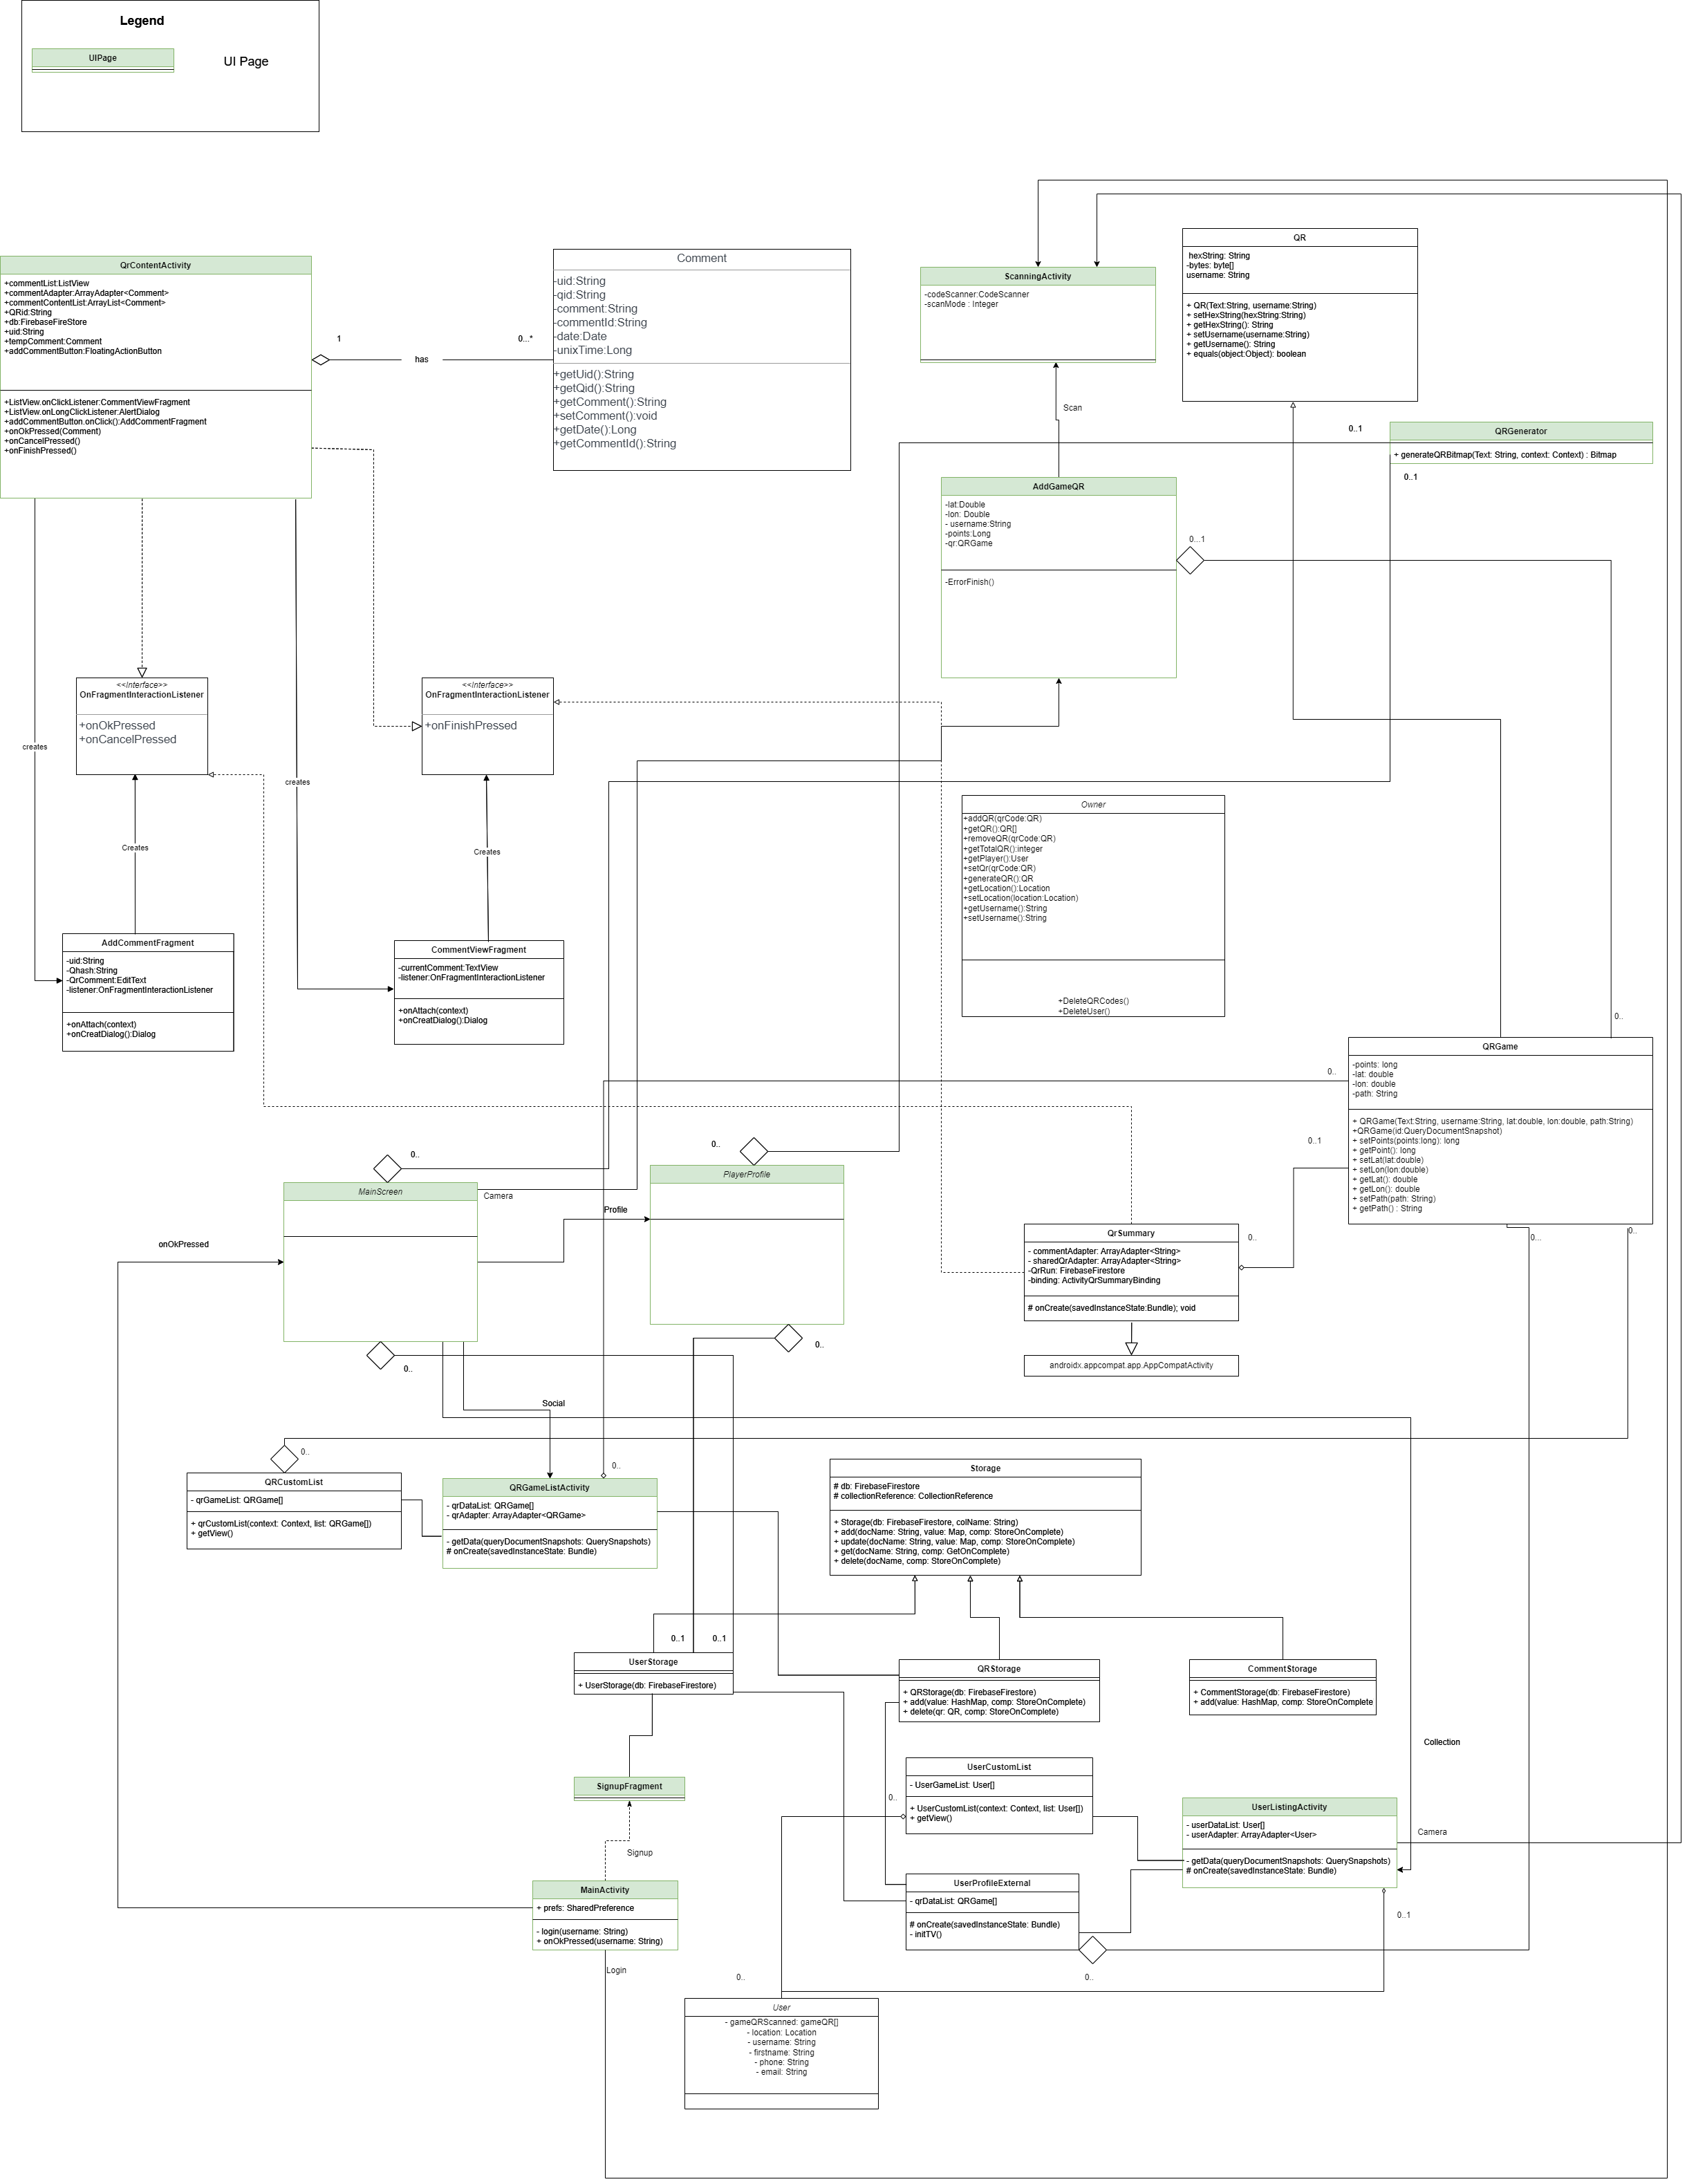 Legend
UIPage
UI Page
QrContentActivity
+commentList:ListView
+commentAdapter:ArrayAdapter<Comment>
+commentContentList:ArrayList<Comment>
+QRid:String
+db:FirebaseFireStore
+uid:String
+tempComment:Comment
+addCommentButton:FloatingActionButton
+ListView.onClickListener:CommentViewFragment
+ListView.onLongClickListener:AlertDialog
+addCommentButton.onClick():AddCommentFragment
+onOkPressed(Comment)
+onCancelPressed()
+onFinishPressed()
1
has
0...*
Comment
-uid:String
-qid:String
-comment:String
-commentId:String
-date:Date
-unixTime:Long
+getUid():String
+getQid():String
+getComment():String
+setComment():void
+getDate():Long
+getCommentId():String
ScanningActivity
-codeScanner:CodeScanner
-scanMode : Integer
Scan
QR
hexString: String
-bytes: byte[]
username: String
+ QR(Text:String, username:String)
+ setHexString(hexString:String)
+ getHexString(): String
+ setUsername(username:String)
+ getUsername(): String
+ equals(object:Object): boolean
0..1
QRGenerator
+ generateQRBitmap(Text: String, context: Context) : Bitmap
0..1
AddGameQR
-lat:Double
-lon: Double
- username:String
-points:Long
-qr:QRGame
-ErrorFinish()
0...1
<<Interface>>
OnFragmentInteractionListener
+onOkPressed
+onCancelPressed
<<Interface>>
OnFragmentInteractionListener
+onFinishPressed
creates
creates
Creates
Creates
AddCommentFragment
-uid:String
-Qhash:String
-QrComment:EditText
-listener:OnFragmentInteractionListener
+onAttach(context)
+onCreatDialog():Dialog
CommentViewFragment
-currentComment:TextView
-listener:OnFragmentInteractionListener
+onAttach(context)
+onCreatDialog():Dialog
Owner
+addQR(qrCode:QR)
+getQR():QR[]
+removeQR(qrCode:QR)
+getTotalQR():integer
+getPlayer():User
+setQr(qrCode:QR)
+generateQR():QR
+getLocation():Location
+setLocation(location:Location)
+getUsername():String
+setUsername():String
+DeleteQRCodes()
+DeleteUser()
0..
QRGame
-points: long
-lat: double
-lon: double
-path: String
+ QRGame(Text:String, username:String, lat:double, lon:double, path:String)
+QRGame(id:QueryDocumentSnapshot)
+ setPoints(points:long): long
+ getPoint(): long
+ setLat(lat:double)
+ setLon(lon:double)
+ getLat(): double
+ getLon(): double
+ setPath(path: String)
+ getPath() : String
0..
0..1
0...
0..
0..
MainScreen
Camera
Profile
0..
PlayerProfile
0..
0..
onOkPressed
Social
QrSummary
- commentAdapter: ArrayAdapter<String>
- sharedQrAdapter: ArrayAdapter<String>
-QrRun: FirebaseFirestore
-binding: ActivityQrSummaryBinding
# onCreate(savedInstanceState:Bundle); void
0..
androidx.appcompat.app.AppCompatActivity
0..
QRCustomList
- qrGameList: QRGame[]
+ qrCustomList(context: Context, list: QRGame[])
+ getView()
0..
QRGameListActivity
- qrDataList: QRGame[]
- qrAdapter: ArrayAdapter<QRGame>
- getData(queryDocumentSnapshots: QuerySnapshots)
# onCreate(savedInstanceState: Bundle)
Storage
# db: FirebaseFirestore
# collectionReference: CollectionReference
+ Storage(db: FirebaseFirestore, colName: String)
+ add(docName: String, value: Map, comp: StoreOnComplete)
+ update(docName: String, value: Map, comp: StoreOnComplete)
+ get(docName: String, comp: GetOnComplete)
+ delete(docName, comp: StoreOnComplete)
0..1
0..1
UserStorage
+ UserStorage(db: FirebaseFirestore)
QRStorage
+ QRStorage(db: FirebaseFirestore)
+ add(value: HashMap, comp: StoreOnComplete)
+ delete(qr: QR, comp: StoreOnComplete)
CommentStorage
+ CommentStorage(db: FirebaseFirestore)
+ add(value: HashMap, comp: StoreOnComplete
Collection
SignupFragment
Signup
UserCustomList
- UserGameList: User[]
+ UserCustomList(context: Context, list: User[])
+ getView()
0..
UserListingActivity
- userDataList: User[]
- userAdapter: ArrayAdapter<User>
- getData(queryDocumentSnapshots: QuerySnapshots)
# onCreate(savedInstanceState: Bundle)
Camera
0..1
MainActivity
+ prefs: SharedPreference
- login(username: String)
+ onOkPressed(username: String)
Login
UserProfileExternal
- qrDataList: QRGame[]
# onCreate(savedInstanceState: Bundle)
- initTV()
0..
0..
User
- gameQRScanned: gameQR[]
- location: Location
- username: String
- firstname: String
- phone: String
- email: String